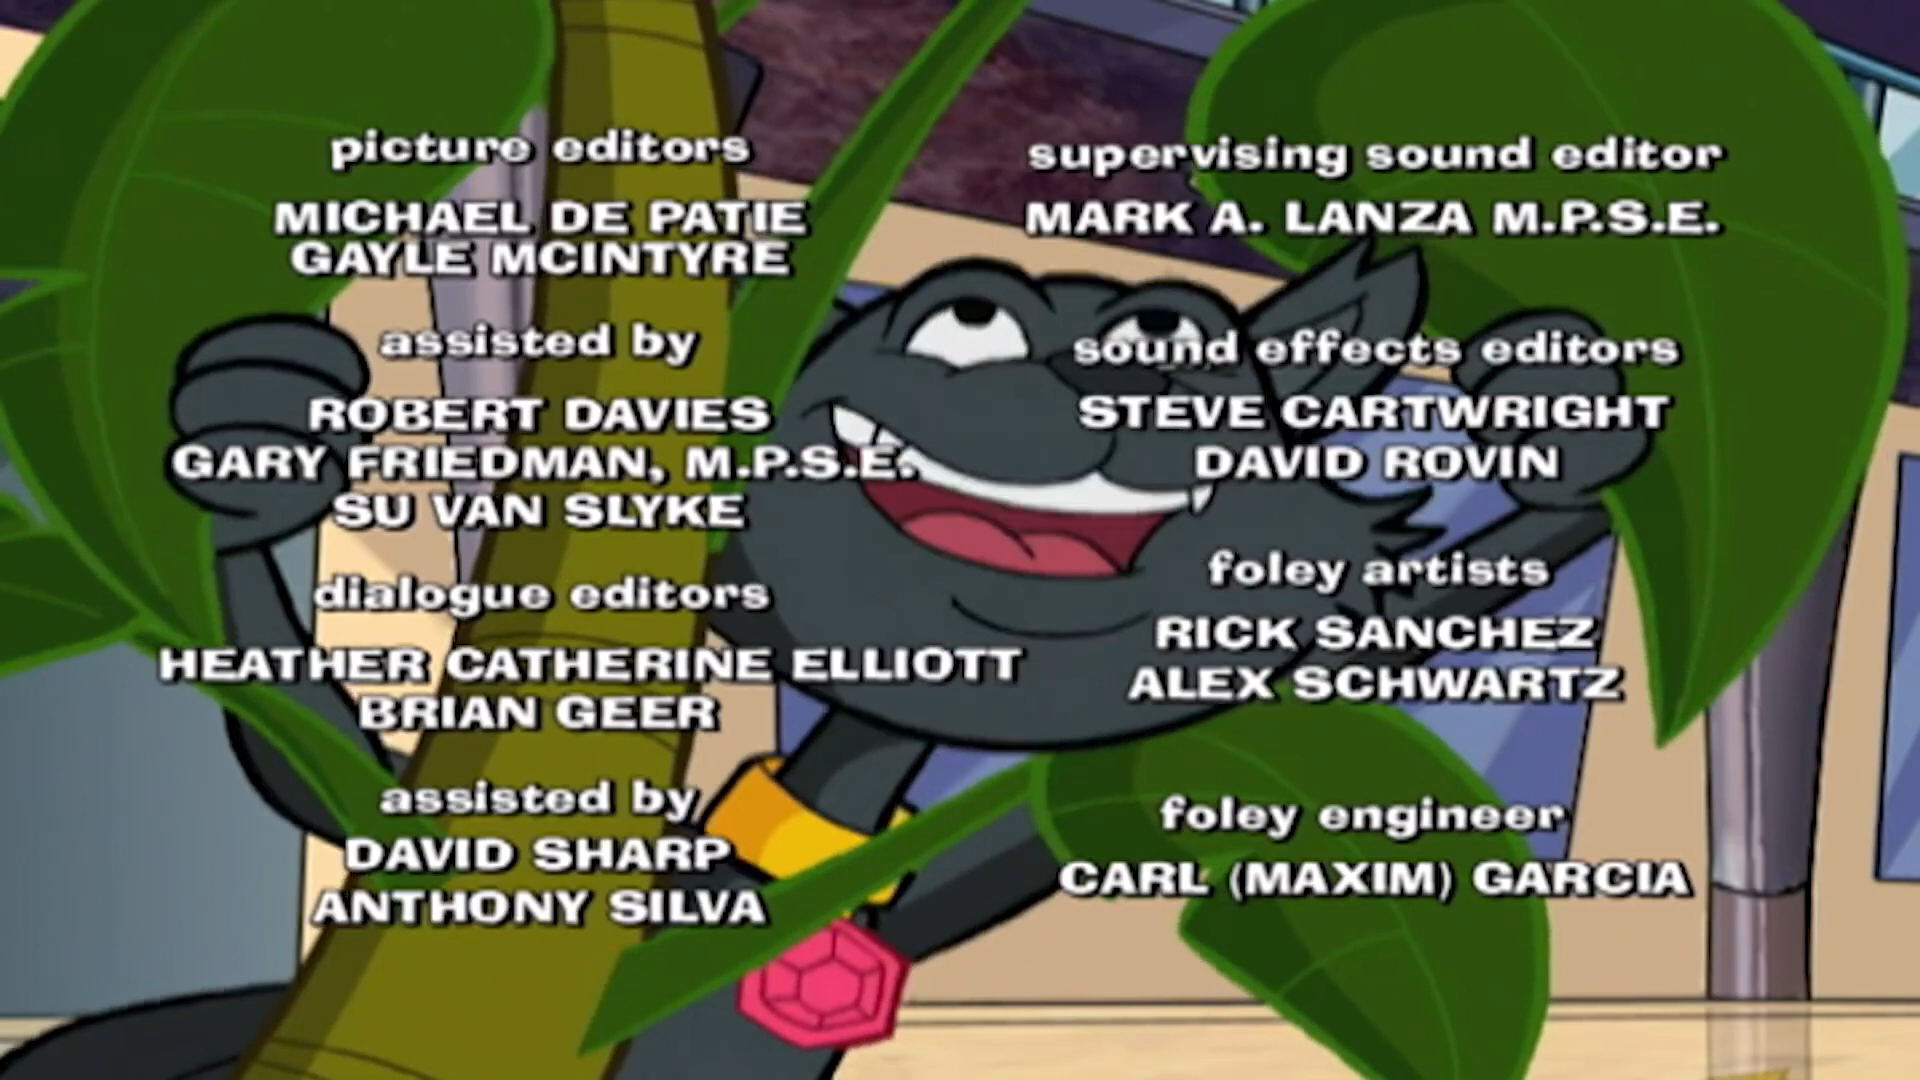 picture editors
MICHAEL DE PATIE
GAYLE MCINTYRE
assisted by
ROBERT DAVIES
GARY FRIEDMAN, M.P.S.E.
SU VAN SLYKE
dialogue editors
HEATHER CATHERINE ELLIOTT
BRIAN GEER
assisted by
DAVID SHARP
ANTHONY SILVA
supervising sound editor
MARK A. LANZA M.P.S.E.
sound effects editors
STEVE CARTWRIGHT
DAVID ROVIN
foley artists
RICK SANCHEZ
ALEX SCHWARTZ
foley engineer
CARL (MAXIM) GARCIA